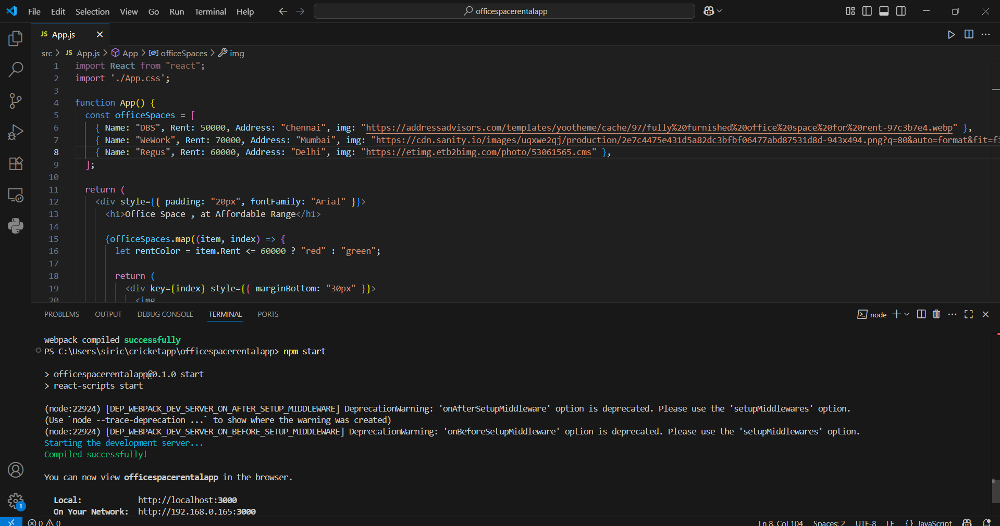 File Edit Selection View Go Run Terminal Help officespacerentalapp
JS App.js
src > JS App.js > App > officeSpaces > img
1 import React from "react";
2 import './App.css';
3
4 function App() {
5 const officeSpaces = [
6 { Name: "DBS", Rent: 50000, Address: "Chennai", img: "https://addressadvisors.com/templates/yootheme/cache/97/fully%20furnished%20office%20space%20for%20rent-97c3b7e4.webp" },
7 { Name: "WeWork", Rent: 70000, Address: "Mumbai", img: "https://cdn.sanity.io/images/uqxwe2qj/production/2e7c4475e431d5a82dc3bfbf06477abd87531d8d-943x494.png?q=80&auto=format&fit=fi
8 { Name: "Regus", Rent: 60000, Address: "Delhi", img: "https://etimg.etb2bimg.com/photo/53061565.cms" },
9 ];
10
11 return (
12 <div style={{ padding: "20px", fontFamily: "Arial" }}>
13 <h1>Office Space , at Affordable Range</h1>
14
15 {officeSpaces.map((item, index) => {
16 let rentColor = item.Rent <= 60000 ? "red" : "green";
17
18 return (
19 <div key={index} style={{ marginBottom: "30px" }}>
20 <img
PROBLEMS OUTPUT DEBUG CONSOLE TERMINAL PORTS node
webpack compiled successfully
PS C:\Users\siric\cricketapp\officespacerentalapp> npm start
> officespacerentalapp@0.1.0 start
> react-scripts start
(node:22924) [DEP_WEBPACK_DEV_SERVER_ON_AFTER_SETUP_MIDDLEWARE] DeprecationWarning: 'onAfterSetupMiddleware' option is deprecated. Please use the 'setupMiddlewares' option.
(Use `node --trace-deprecation ...` to show where the warning was created)
(node:22924) [DEP_WEBPACK_DEV_SERVER_ON_BEFORE_SETUP_MIDDLEWARE] DeprecationWarning: 'onBeforeSetupMiddleware' option is deprecated. Please use the 'setupMiddlewares' option.
Starting the development server...
Compiled successfully!
You can now view officespacerentalapp in the browser.
Local: http://localhost:3000
On Your Network: http://192.168.0.165:3000
1
0 0 Ln 8, Col 104 Spaces: 2 UTF-8 LF {} JavaScript